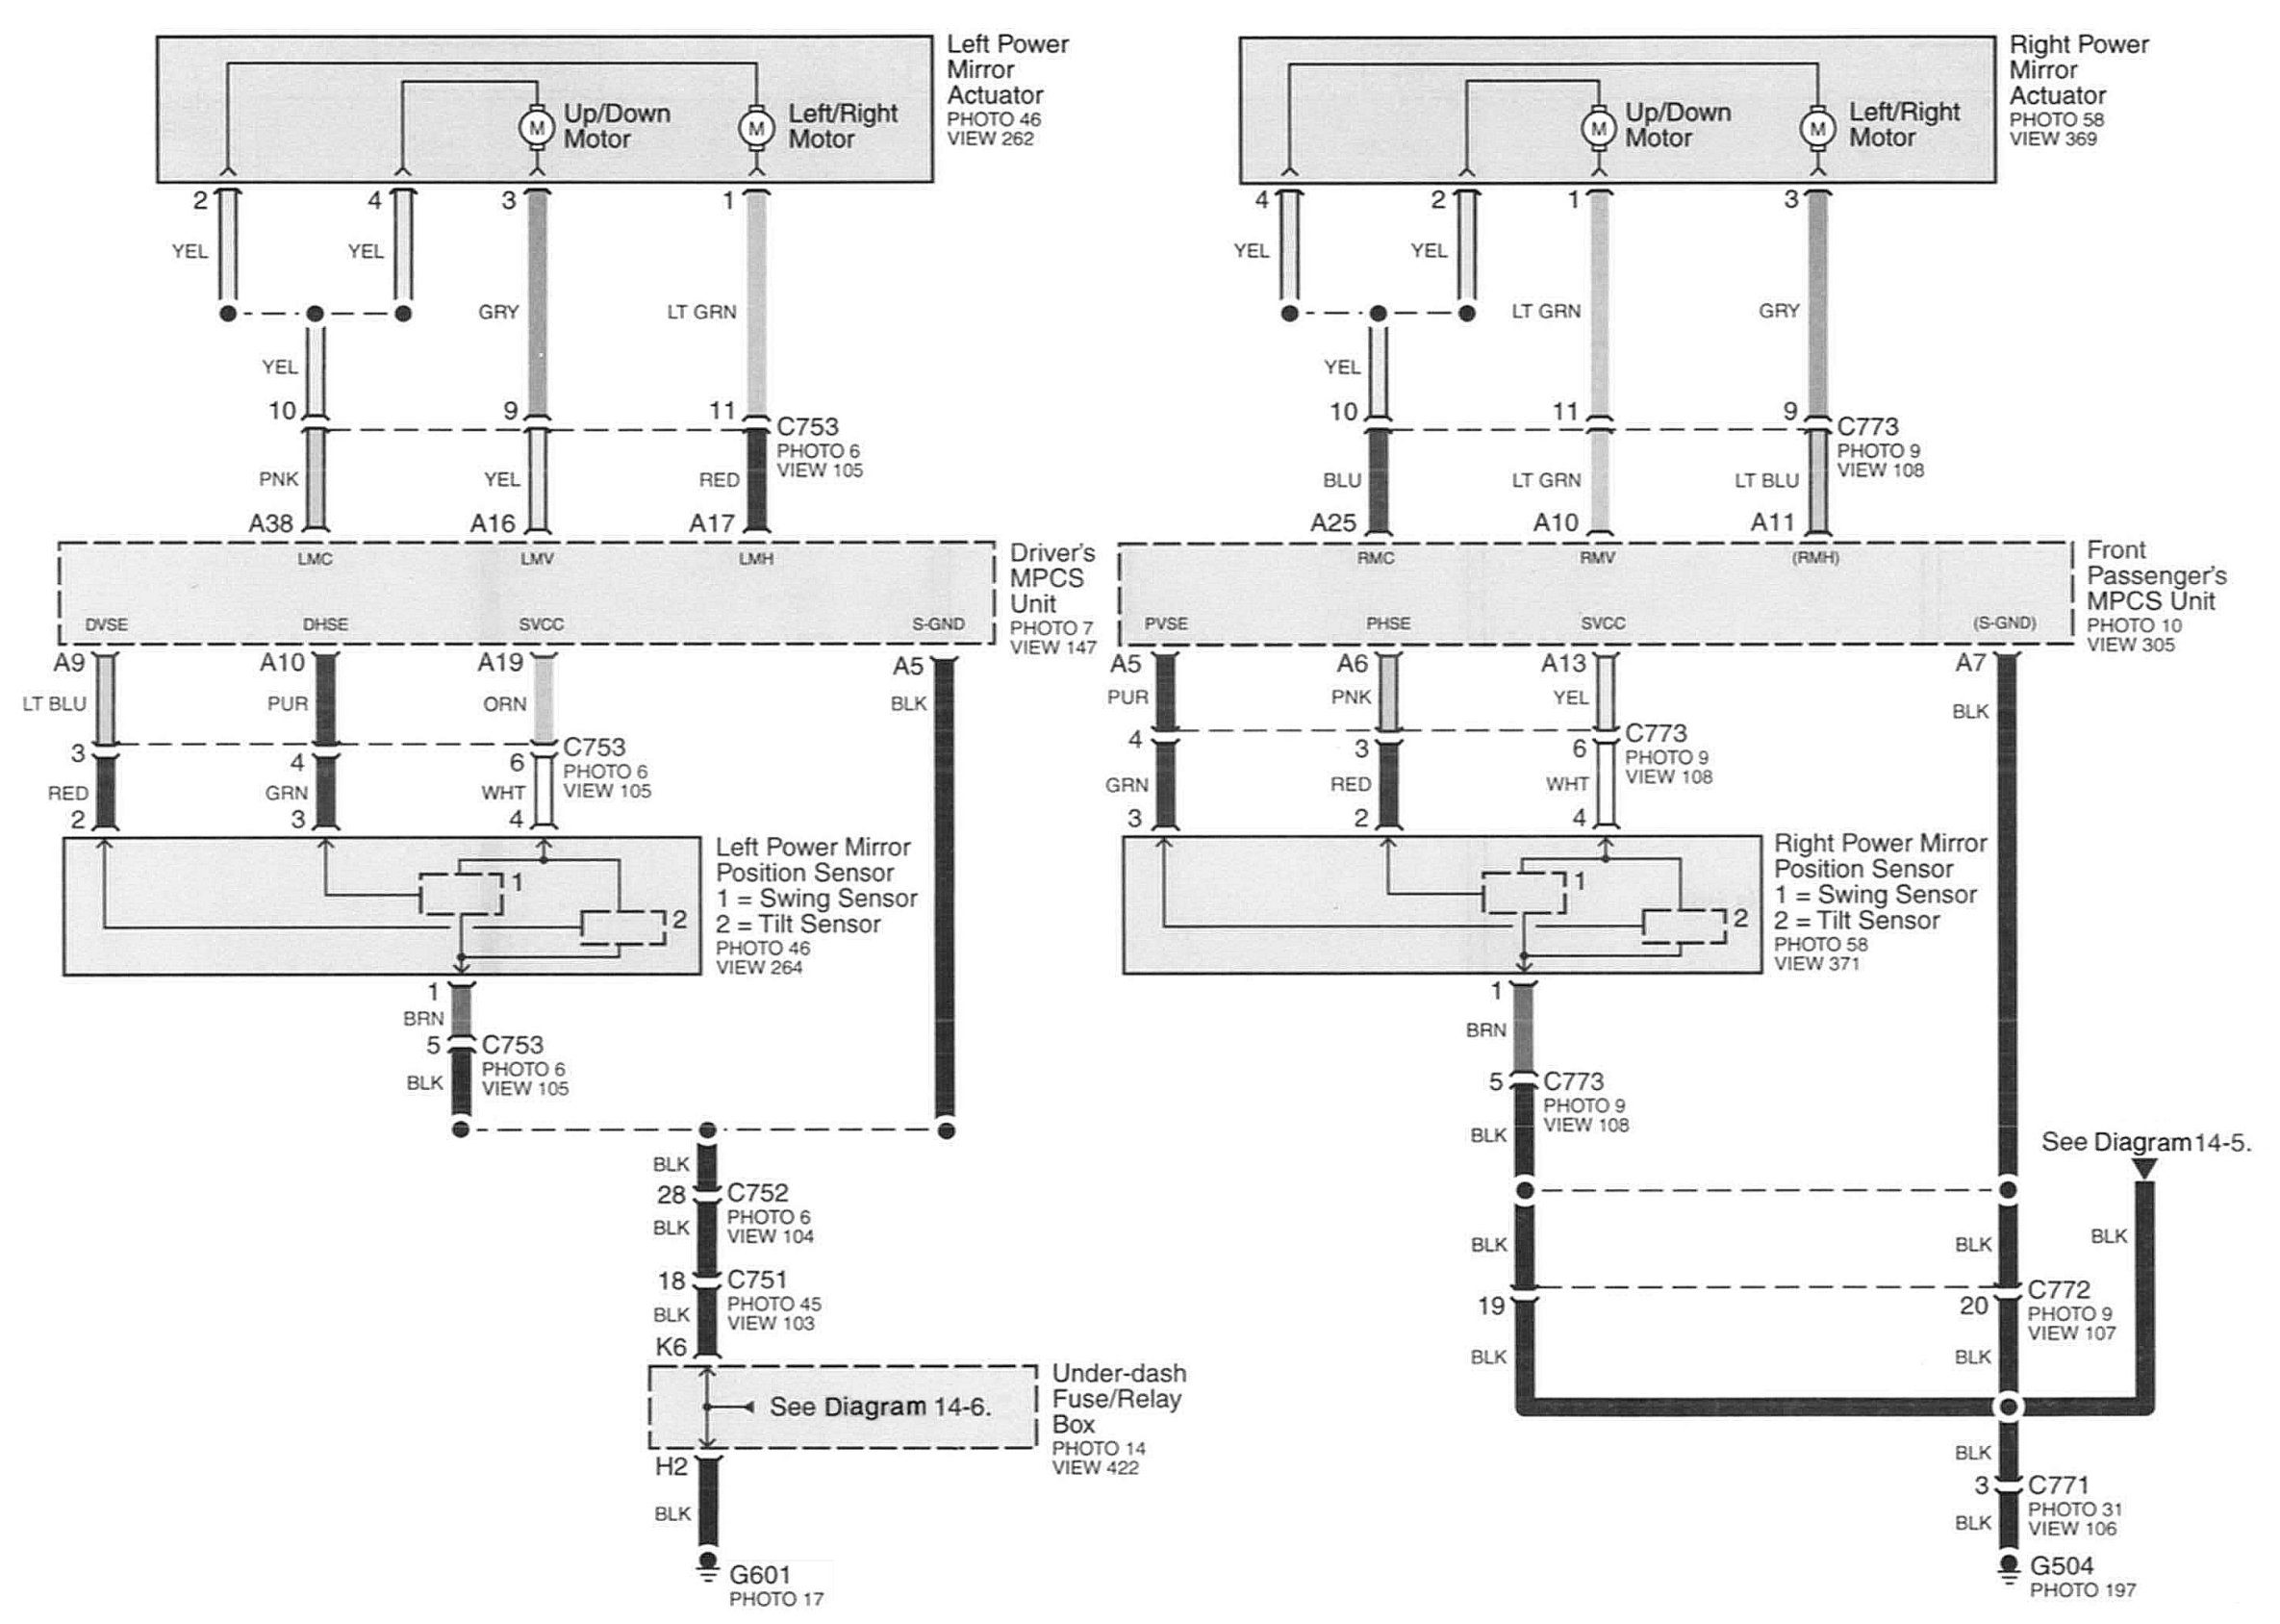 Left Power
Mirror
Actuator
PHOTO 46
VIEW 262
Up/Down
Motor
Left/Right
Motor
M
M
2
4
3
1
YEL
YEL
GRY
LT GRN
YEL
10
9
11
C753
PHOTO 6
VIEW 105
PNK
YEL
RED
A38
A16
A17
LMC
LMV
LMH
Driver's
MPCS
Unit
PHOTO 7
VIEW 147
DVSE
DHSE
SVCC
S-GND
A9
A10
A19
A5
LT BLU
PUR
ORN
BLK
3
4
6
C753
PHOTO 6
VIEW 105
RED
GRN
WHT
2
3
4
Left Power Mirror
Position Sensor
1 = Swing Sensor
2 = Tilt Sensor
PHOTO 46
VIEW 264
1
2
1
BRN
5
C753
PHOTO 6
VIEW 105
BLK
BLK
28
C752
PHOTO 6
VIEW 104
BLK
18
C751
PHOTO 45
VIEW 103
BLK
K6
See Diagram 14-6.
Under-dash
Fuse/Relay
Box
PHOTO 14
VIEW 422
H2
BLK
G601
PHOTO 17
Right Power
Mirror
Actuator
PHOTO 58
VIEW 369
Up/Down
Motor
Left/Right
Motor
M
M
4
2
1
3
YEL
YEL
LT GRN
GRY
YEL
10
11
9
C773
PHOTO 9
VIEW 108
BLU
LT GRN
LT BLU
A25
A10
A11
RMC
RMV
(RMH)
Front
Passenger's
MPCS Unit
PHOTO 10
VIEW 305
PVSE
PHSE
SVCC
(S-GND)
A5
A6
A13
A7
PUR
PNK
YEL
BLK
4
3
6
C773
PHOTO 9
VIEW 108
GRN
RED
WHT
3
2
4
Right Power Mirror
Position Sensor
1 = Swing Sensor
2 = Tilt Sensor
PHOTO 58
VIEW 371
1
2
1
BRN
5
C773
PHOTO 9
VIEW 108
BLK
See Diagram 14-5.
BLK
BLK
BLK
19
20
C772
PHOTO 9
VIEW 107
BLK
BLK
BLK
3
C771
PHOTO 31
VIEW 106
BLK
G504
PHOTO 197